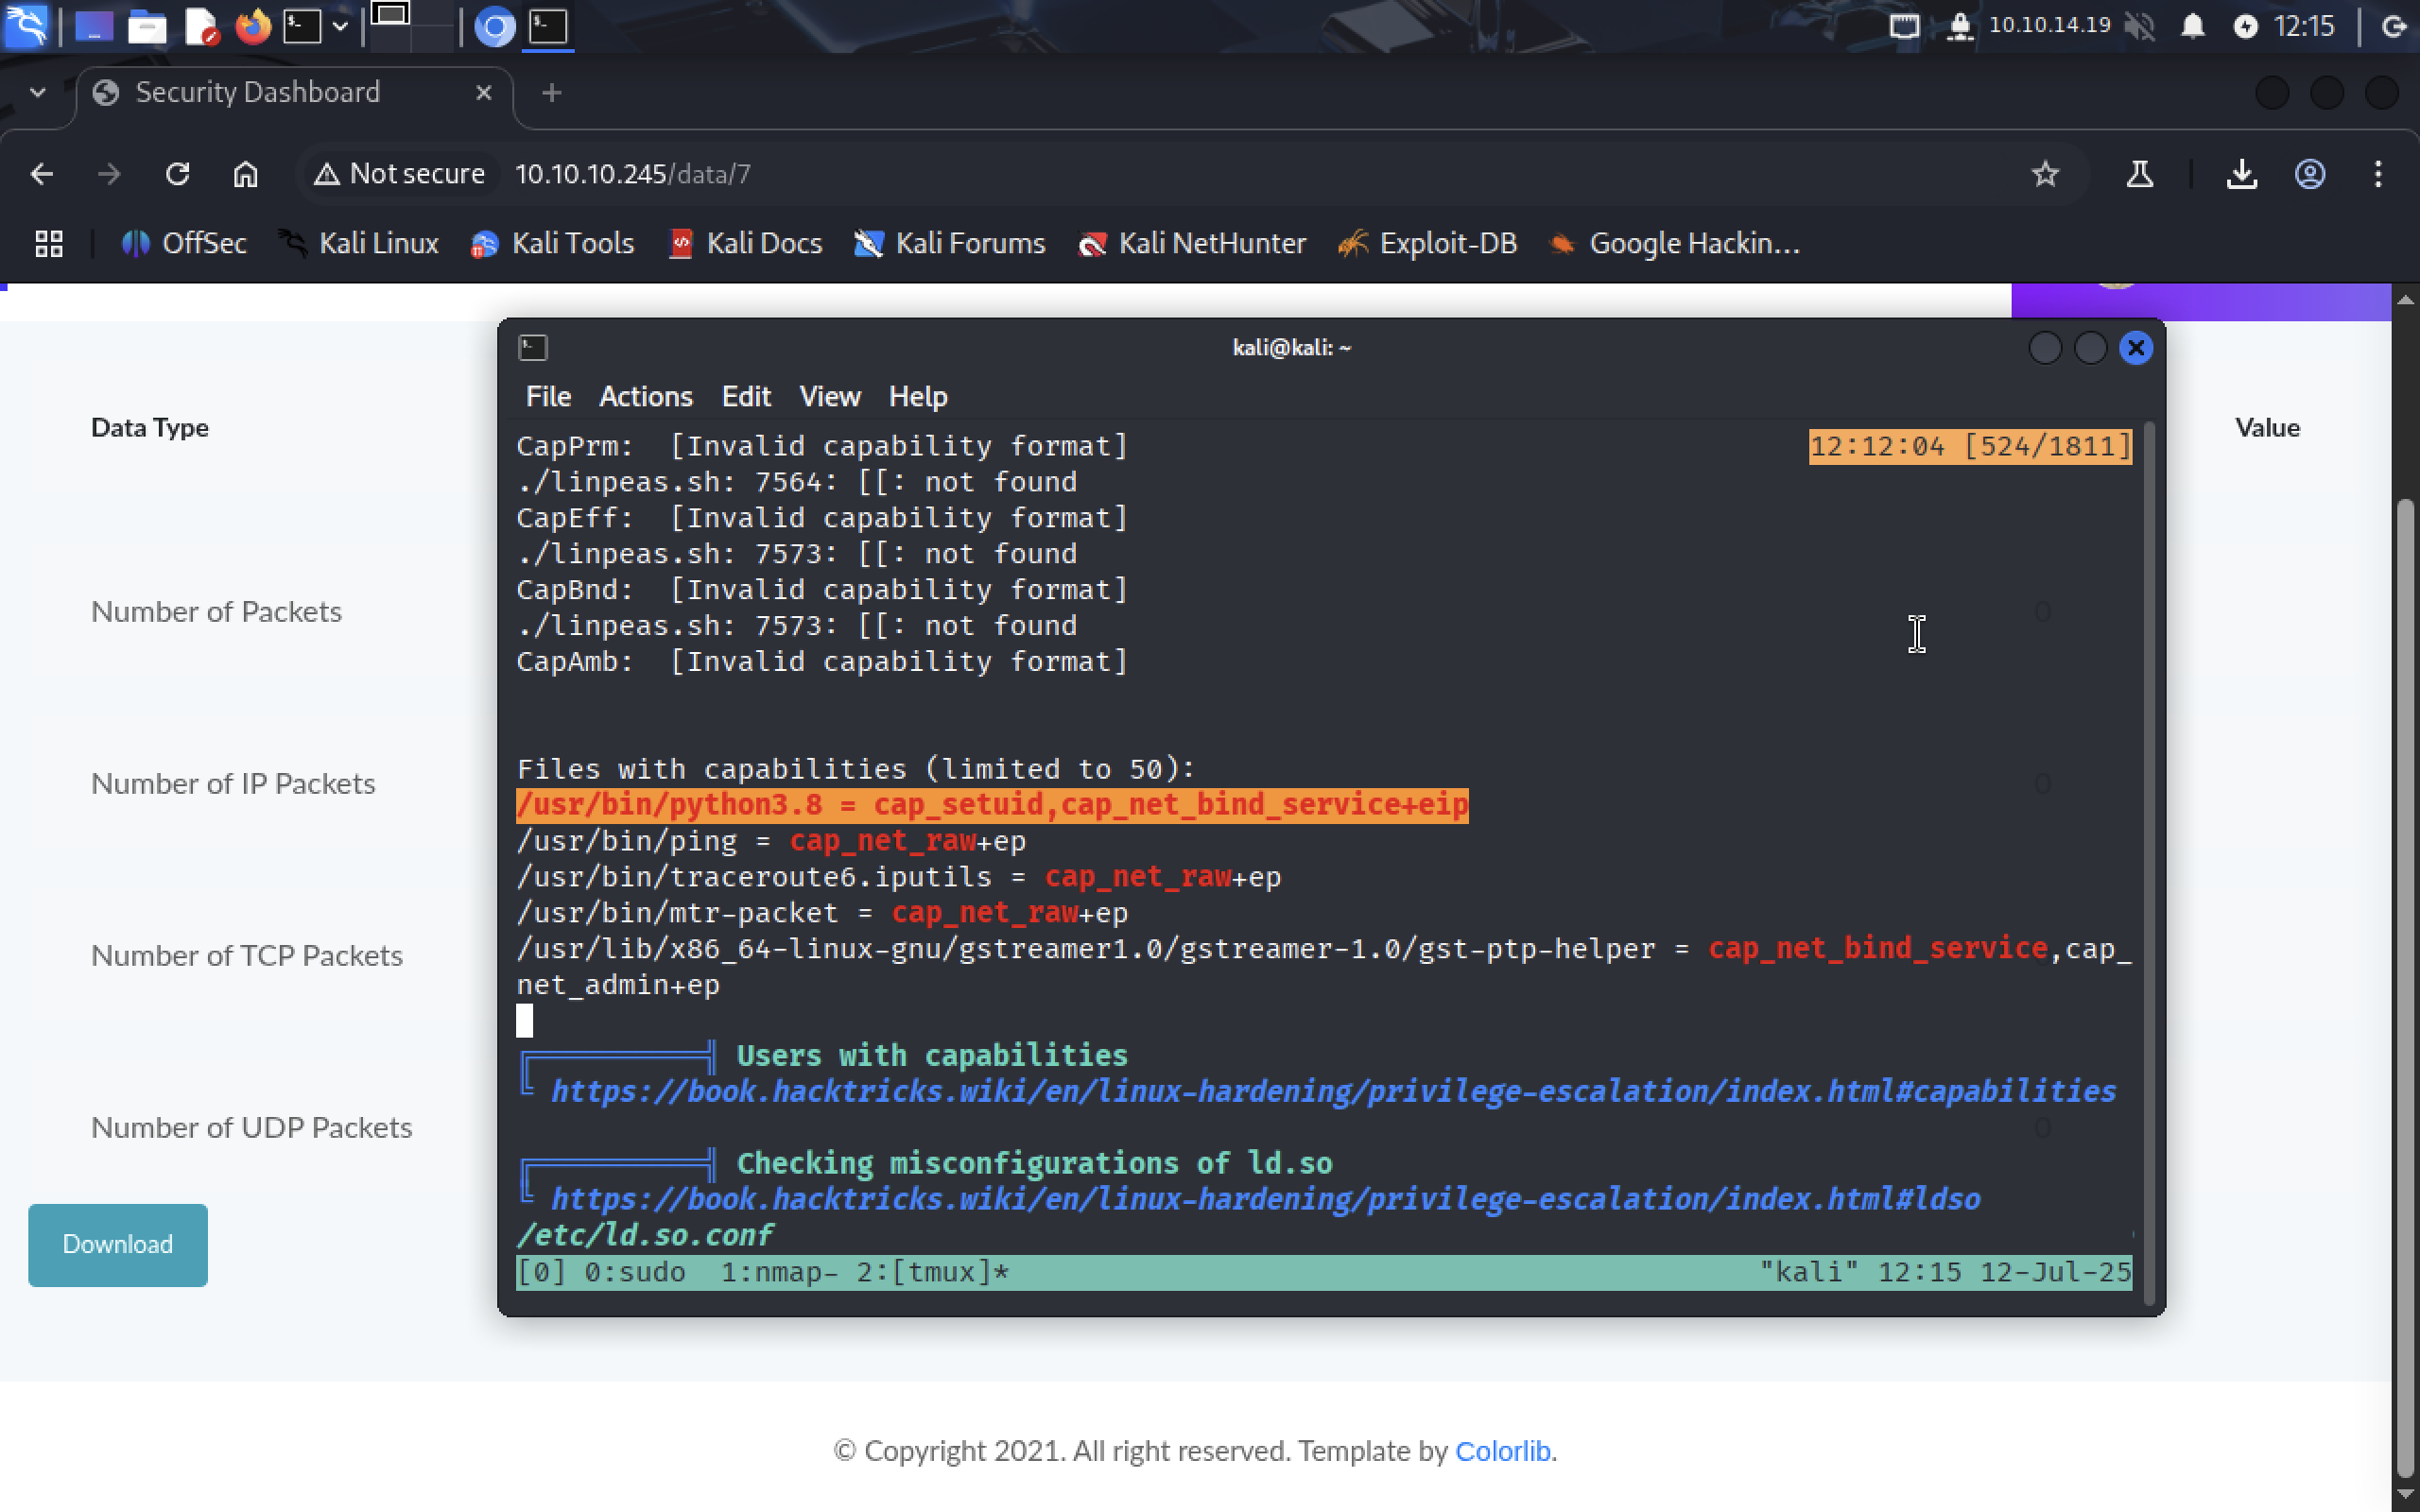 10.10.14.19 12:15
Security Dashboard
Not secure 10.10.10.245/data/7
OffSec Kali Linux Kali Tools Kali Docs Kali Forums Kali NetHunter Exploit-DB Google Hackin...
kali@kali: ~
File Actions Edit View Help
Data Type Value
CapPrm: [Invalid capability format] 12:12:04 [524/1811]
./linpeas.sh: 7564: [[: not found
CapEff: [Invalid capability format]
./linpeas.sh: 7573: [[: not found
CapBnd: [Invalid capability format]
./linpeas.sh: 7573: [[: not found
CapAmb: [Invalid capability format]
Number of Packets 0
Files with capabilities (limited to 50):
Number of IP Packets 0
/usr/bin/python3.8 = cap_setuid,cap_net_bind_service+eip
/usr/bin/ping = cap_net_raw+ep
/usr/bin/traceroute6.iputils = cap_net_raw+ep
/usr/bin/mtr-packet = cap_net_raw+ep
/usr/lib/x86_64-linux-gnu/gstreamer1.0/gstreamer-1.0/gst-ptp-helper = cap_net_bind_service,cap_
net_admin+ep
Number of TCP Packets
Users with capabilities
https://book.hacktricks.wiki/en/linux-hardening/privilege-escalation/index.html#capabilities
Number of UDP Packets 0
Checking misconfigurations of ld.so
https://book.hacktricks.wiki/en/linux-hardening/privilege-escalation/index.html#ldso
/etc/ld.so.conf
Download
[0] 0:sudo 1:nmap- 2:[tmux]* "kali" 12:15 12-Jul-25
© Copyright 2021. All right reserved. Template by Colorlib.